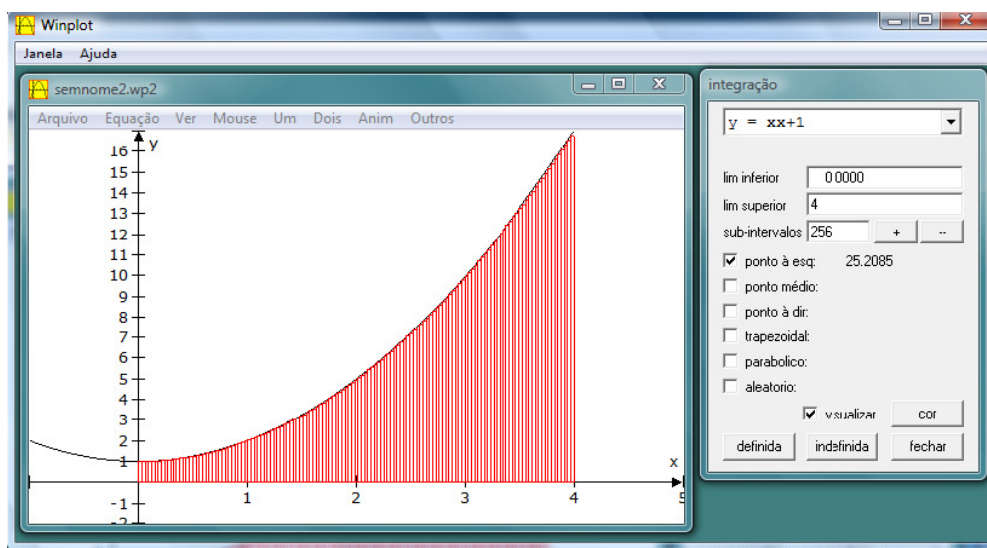 Winplot
Janela Ajuda
semnome2.wp2
Arquivo Equação Ver Mouse Um Dois Anim Outros
y
16
15
14
13
12
11
10
9
8
7
6
5
4
3
2
1
-1
-2
1 2 3 4 5
x
integração
y = xx+1
lim inferior 00000
lim superior 4
sub-intervalos 256 + --
ponto à esq: 25.2085
ponto médio:
ponto à dir:
trapezoidal:
parabolico:
aleatorio:
visualizar cor
definida indefinida fechar